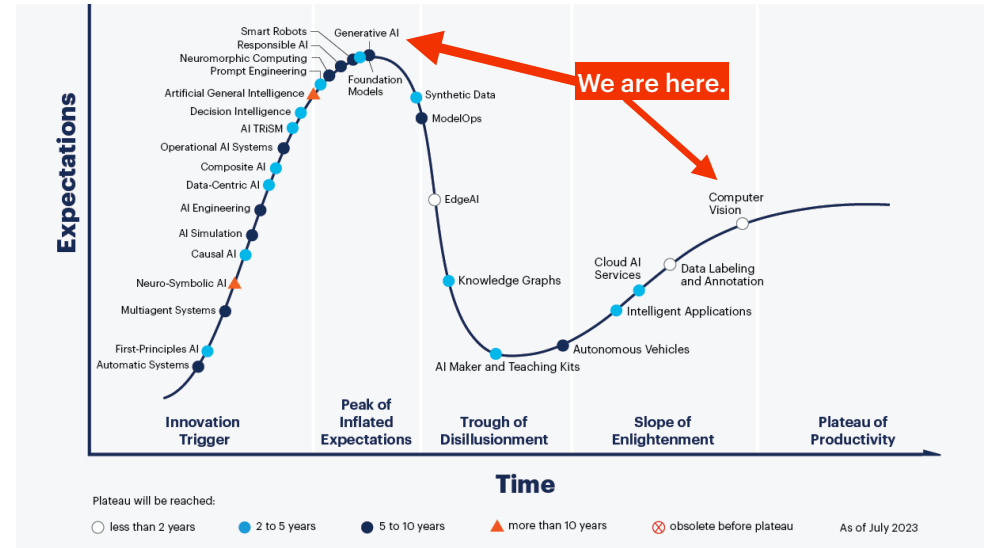 Expectations
Smart Robots
Responsible AI
Neuromorphic Computing
Prompt Engineering
Artificial General Intelligence
Decision Intelligence
AI TRiSM
Operational AI Systems
Composite AI
Data-Centric AI
AI Engineering
AI Simulation
Causal AI
Neuro-Symbolic AI
Multiagent Systems
First-Principles AI
Automatic Systems
Generative AI
Foundation
Models
We are here.
Synthetic Data
ModelOps
EdgeAI
Knowledge Graphs
AI Maker and Teaching Kits
Autonomous Vehicles
Intelligent Applications
Cloud AI
Services
Data Labeling
and Annotation
Computer
Vision
Innovation
Trigger
Peak of
Inflated
Expectations
Trough of
Disillusionment
Slope of
Enlightenment
Plateau of
Productivity
Time
Plateau will be reached:
less than 2 years
2 to 5 years
5 to 10 years
more than 10 years
obsolete before plateau
As of July 2023